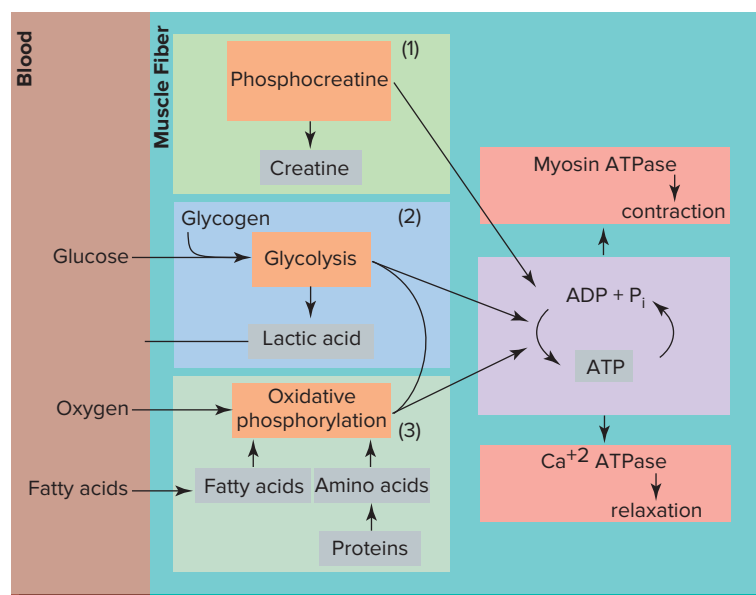 Blood
Muscle Fiber
(1)
Phosphocreatine
Creatine
(2)
Glycogen
Glucose
Glycolysis
Lactic acid
Oxygen
Oxidative
phosphorylation
(3)
Fatty acids
Fatty acids
Amino acids
Proteins
Myosin ATPase
contraction
ADP + Pi
ATP
Ca+2 ATPase
relaxation